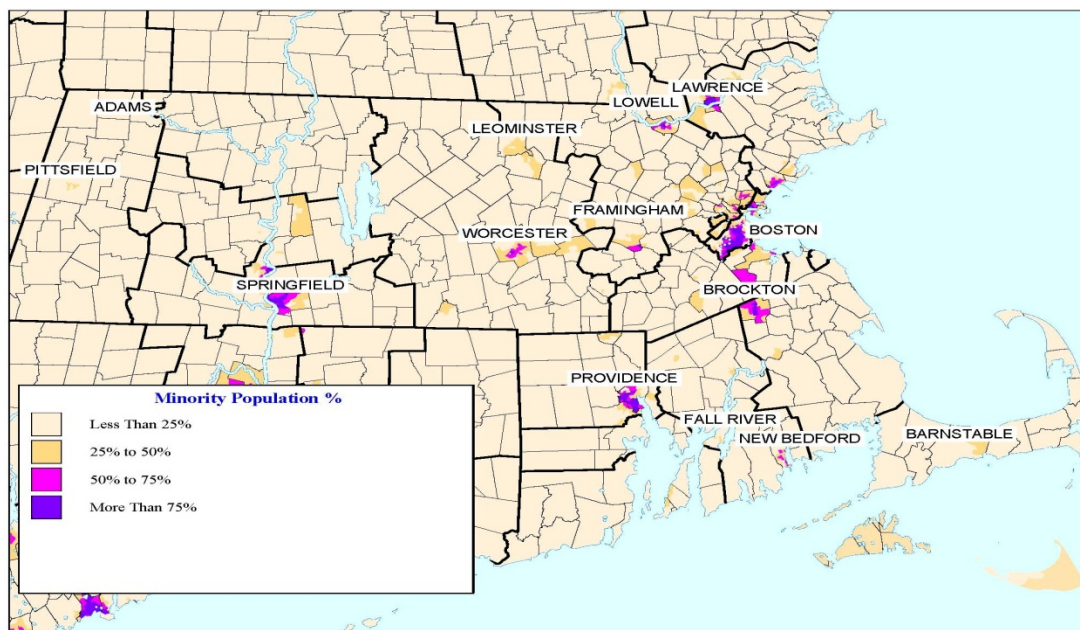 ADAMS
LAWRENCE
LOWELL
LEOMINSTER
PITTSFIELD
FRAMINGHAM
WORCESTER
BOSTON
SPRINGFIELD
BROCKTON
PROVIDENCE
FALL RIVER
NEW BEDFORD
BARNSTABLE
Minority Population %
Less Than 25%
25% to 50%
50% to 75%
More Than 75%